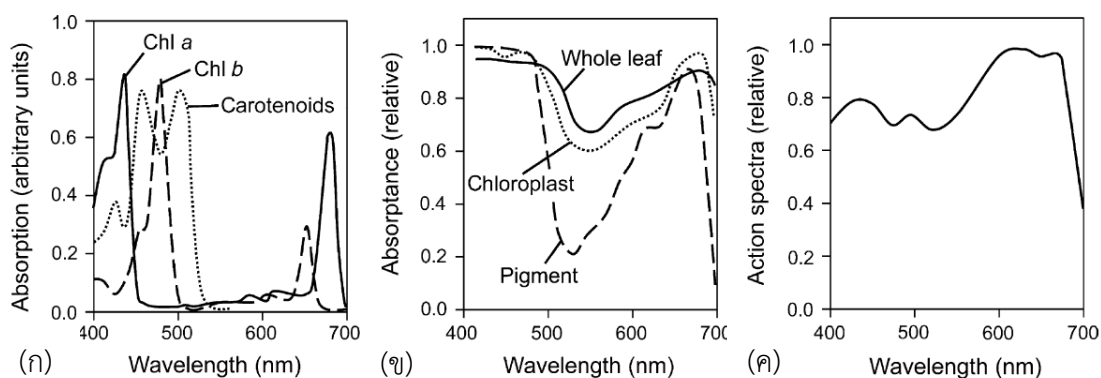 Absorption (arbitrary units)
1.0
0.8
0.6
0.4
0.2
0.0
400 500 600 700
Wavelength (nm)
Chl a
Chl b
Carotenoids
(ก)
Absorptance (relative)
1.0
0.8
0.6
0.4
0.2
0.0
400 500 600 700
Wavelength (nm)
Whole leaf
Chloroplast
Pigment
(ข)
Action spectra (relative)
1.0
0.8
0.6
0.4
0.2
0.0
400 500 600 700
Wavelength (nm)
(ค)